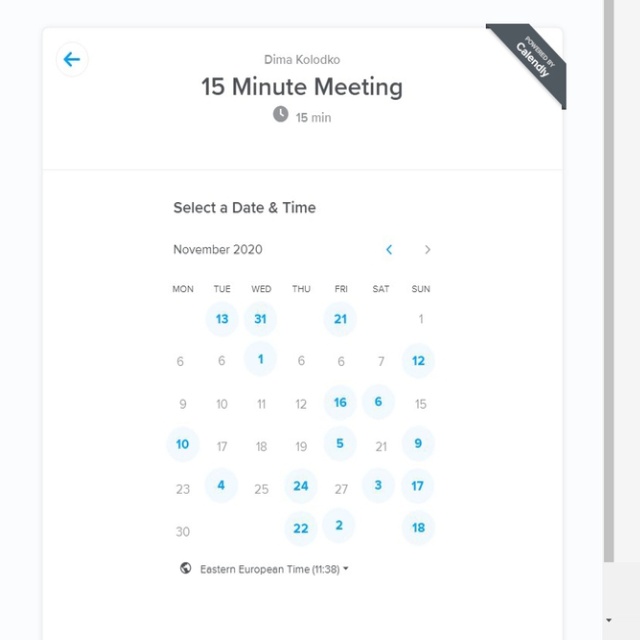 POWERED BY
Calendly
Dima Kolodko
15 Minute Meeting
15 min
Select a Date & Time
November 2020
MON TUE WED THU FRI SAT SUN
13 31 21 1
6 6 1 6 6 7 12
9 10 11 12 16 6 15
10 17 18 19 5 21 9
23 4 25 24 27 3 17
30 22 2 18
Eastern European Time (11:38)